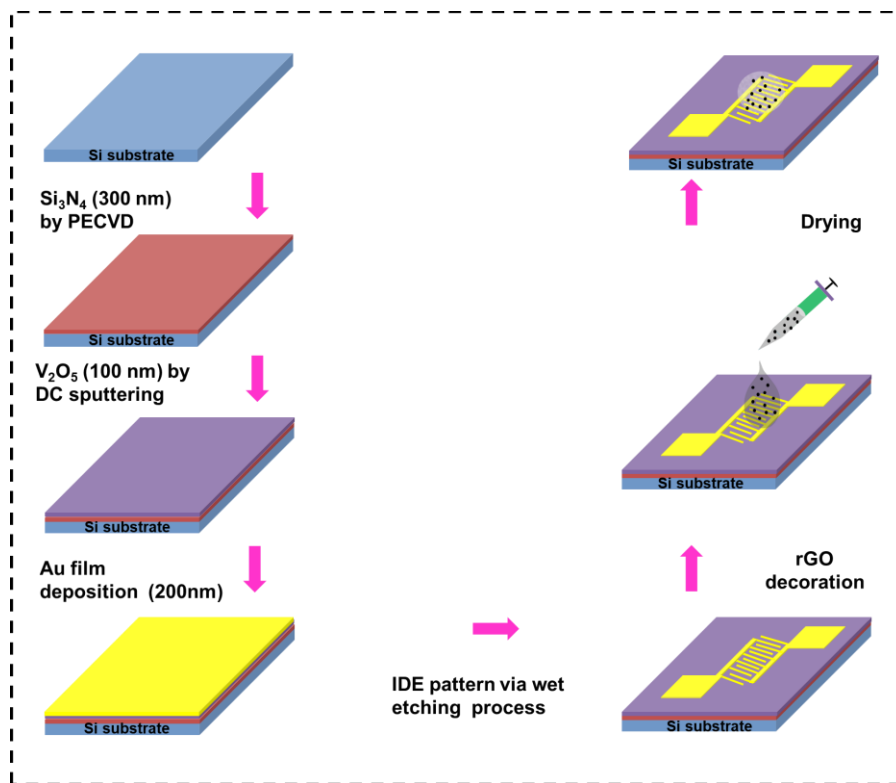 Si substrate
Si₃N₄ (300 nm)
by PECVD
Si substrate
V₂O₅ (100 nm) by
DC sputtering
Si substrate
Au film
deposition (200nm)
Si substrate
IDE pattern via wet
etching process
Si substrate
rGO
decoration
Si substrate
Drying
Si substrate